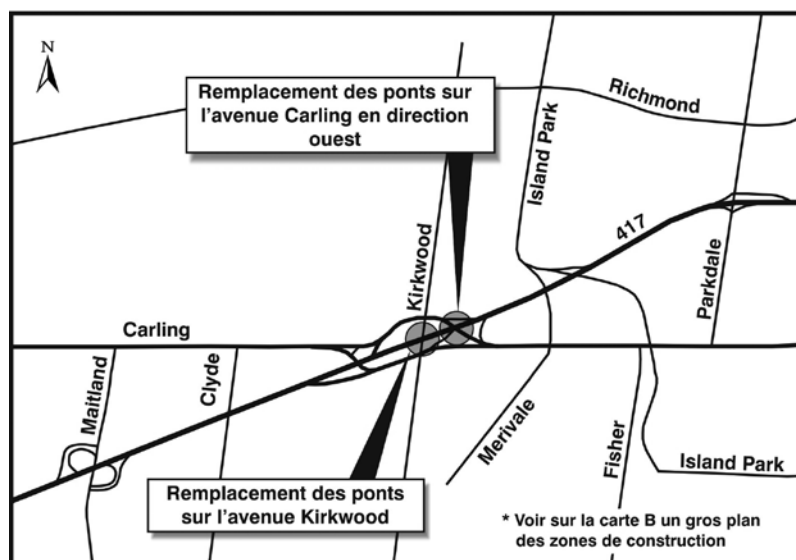 N
Remplacement des ponts sur
l'avenue Carling en direction
ouest
Richmond
Island Park
417
Kirkwood
Parkdale
Carling
Maitland
Clyde
Merivale
Fisher
Island Park
Remplacement des ponts
sur l'avenue Kirkwood
* Voir sur la carte B un gros plan
des zones de construction